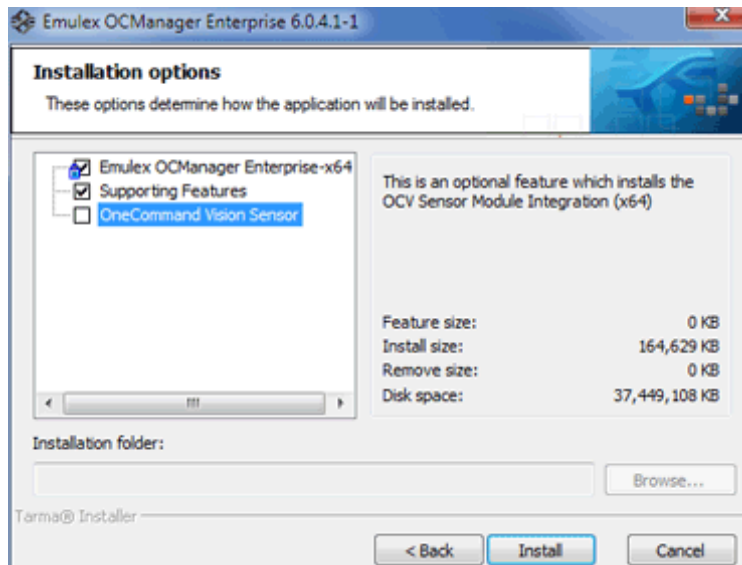 Emulex OCManager Enterprise 6.0.4.1-1
Installation options
These options determine how the application will be installed.
Emulex OCManager Enterprise-x64
Supporting Features
OneCommand Vision Sensor
This is an optional feature which installs the
OCV Sensor Module Integration (x64)
Feature size: 0 KB
Install size: 164,629 KB
Remove size: 0 KB
Disk space: 37,449,108 KB
Installation folder:
Browse...
Tarma® Installer
< Back Install Cancel